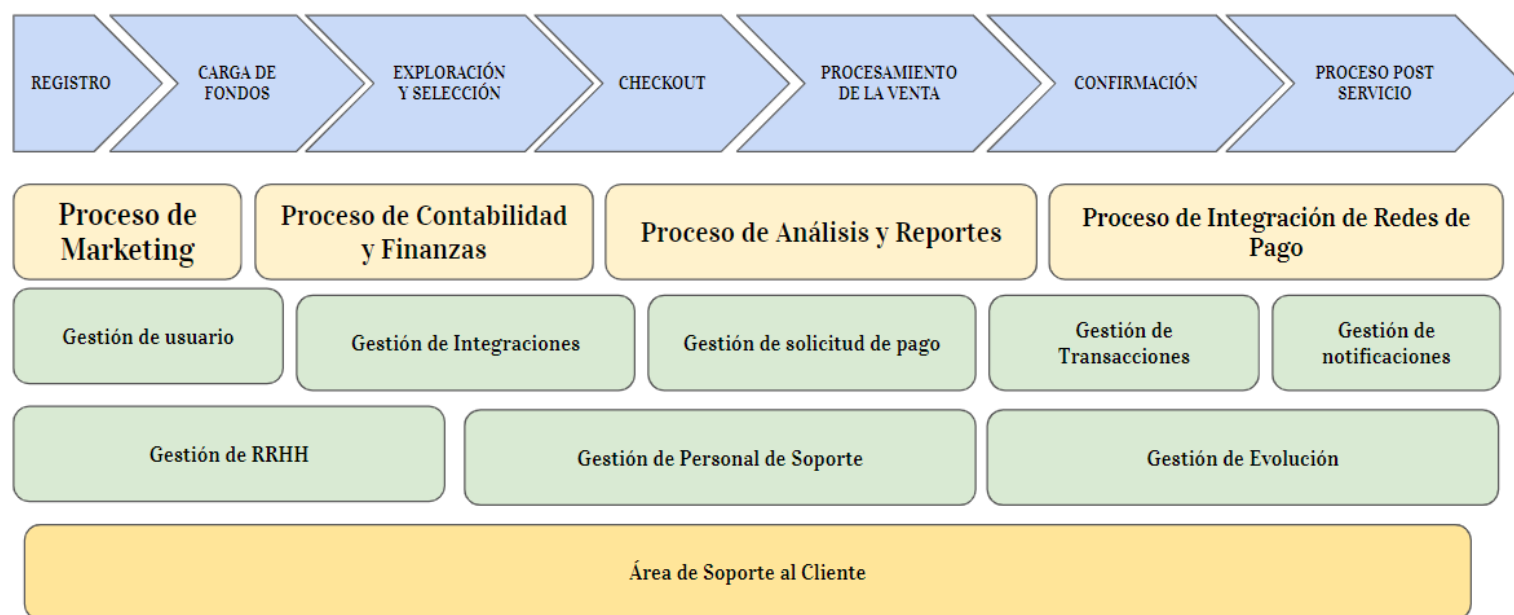 REGISTRO
CARGA DE
FONDOS
EXPLORACIÓN
Y SELECCIÓN
CHECKOUT
PROCESAMIENTO
DE LA VENTA
CONFIRMACIÓN
PROCESO POST
SERVICIO
Proceso de
Marketing
Proceso de Contabilidad
y Finanzas
Proceso de Análisis y Reportes
Proceso de Integración de Redes de
Pago
Gestión de usuario
Gestión de Integraciones
Gestión de solicitud de pago
Gestión de
Transacciones
Gestión de
notificaciones
Gestión de RRHH
Gestión de Personal de Soporte
Gestión de Evolución
Área de Soporte al Cliente